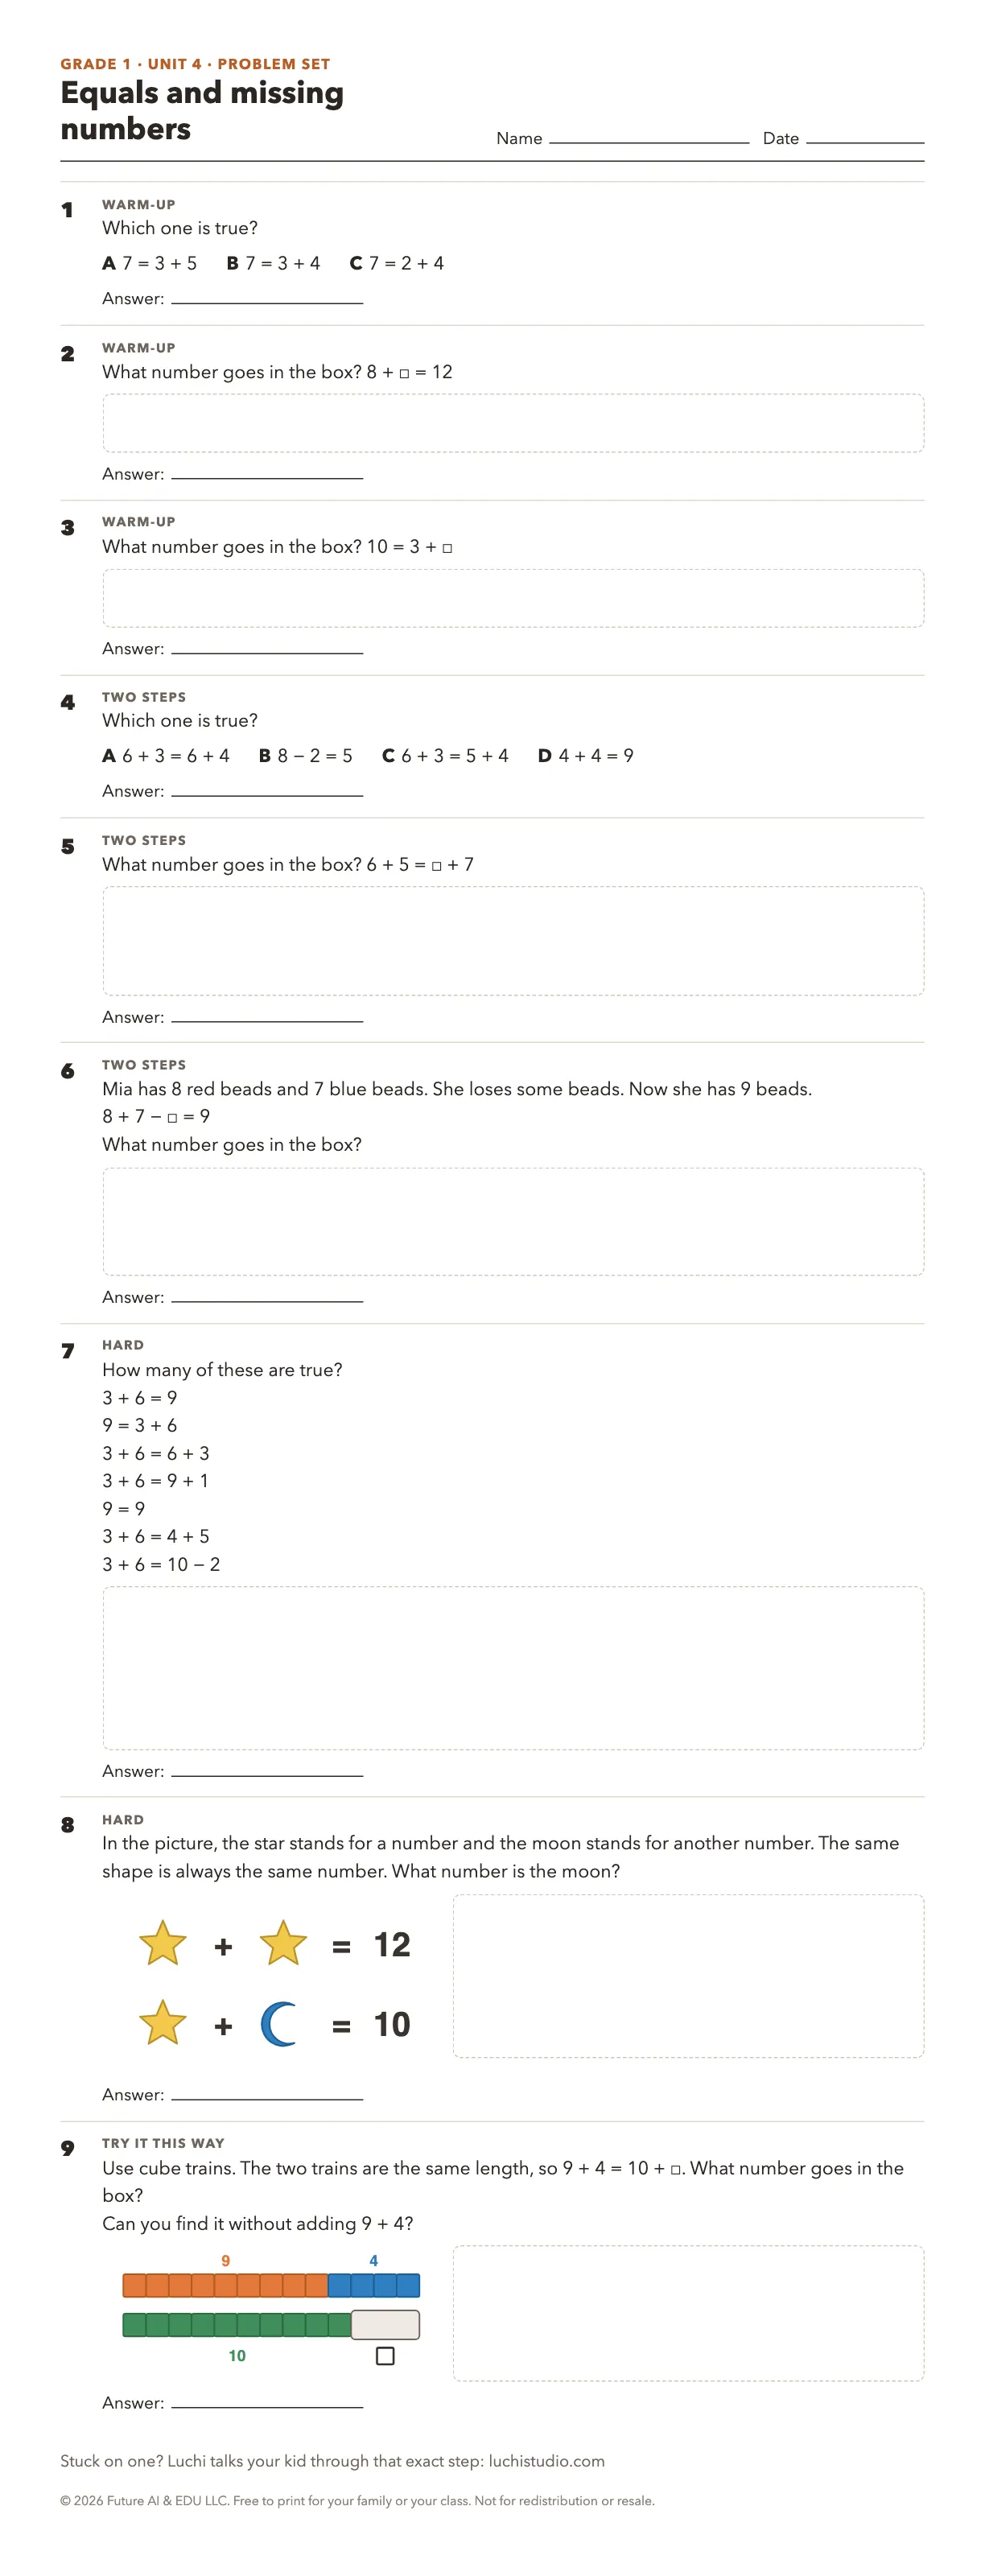 GRADE 1 · UNIT 4 · PROBLEM SET
Equals and missing
numbers
Name Date
1 WARM-UP
Which one is true?
A 7 = 3 + 5 B 7 = 3 + 4 C 7 = 2 + 4
Answer:
2 WARM-UP
What number goes in the box? 8 + □ = 12
Answer:
3 WARM-UP
What number goes in the box? 10 = 3 + □
Answer:
4 TWO STEPS
Which one is true?
A 6 + 3 = 6 + 4 B 8 − 2 = 5 C 6 + 3 = 5 + 4 D 4 + 4 = 9
Answer:
5 TWO STEPS
What number goes in the box? 6 + 5 = □ + 7
Answer:
6 TWO STEPS
Mia has 8 red beads and 7 blue beads. She loses some beads. Now she has 9 beads.
8 + 7 − □ = 9
What number goes in the box?
Answer:
7 HARD
How many of these are true?
3 + 6 = 9
9 = 3 + 6
3 + 6 = 6 + 3
3 + 6 = 9 + 1
9 = 9
3 + 6 = 4 + 5
3 + 6 = 10 − 2
Answer:
8 HARD
In the picture, the star stands for a number and the moon stands for another number. The same
shape is always the same number. What number is the moon?
+ = 12
+ = 10
Answer:
9 TRY IT THIS WAY
Use cube trains. The two trains are the same length, so 9 + 4 = 10 + □. What number goes in the
box?
Can you find it without adding 9 + 4?
9 4
10 □
Answer:
Stuck on one? Luchi talks your kid through that exact step: luchistudio.com
© 2026 Future AI & EDU LLC. Free to print for your family or your class. Not for redistribution or resale.